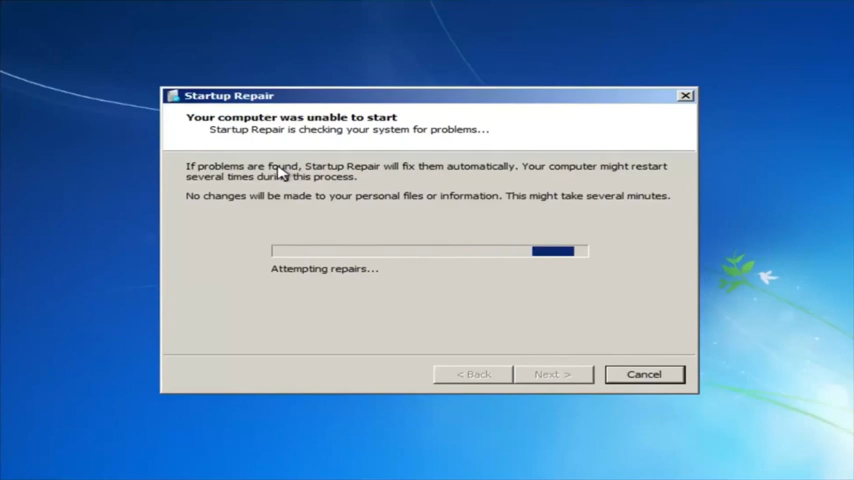 Startup Repair
Your computer was unable to start
Startup Repair is checking your system for problems...
If problems are found, Startup Repair will fix them automatically. Your computer might restart
several times during this process.
No changes will be made to your personal files or information. This might take several minutes.
Attempting repairs...
< Back
Next >
Cancel